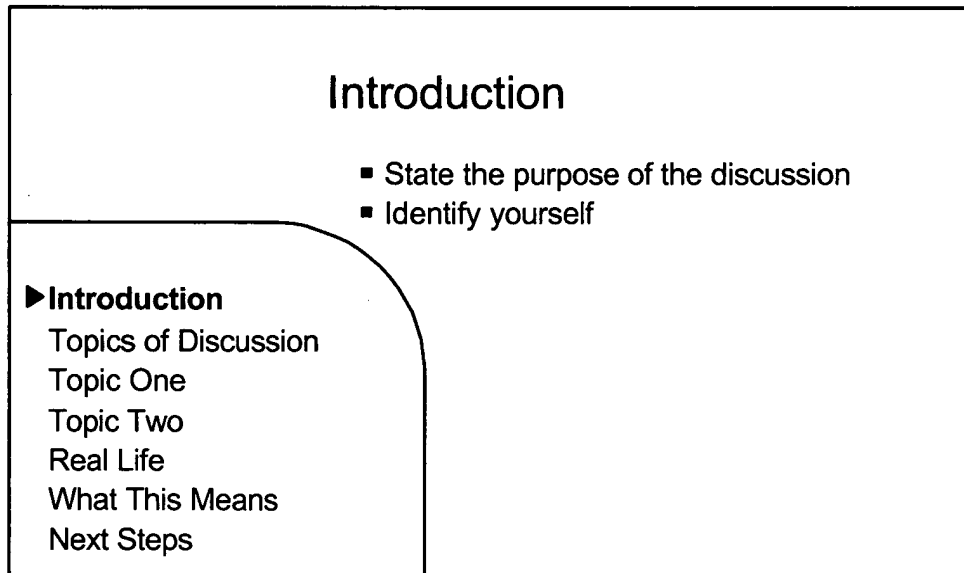 Introduction
▪ State the purpose of the discussion
▪ Identify yourself
▶Introduction
Topics of Discussion
Topic One
Topic Two
Real Life
What This Means
Next Steps